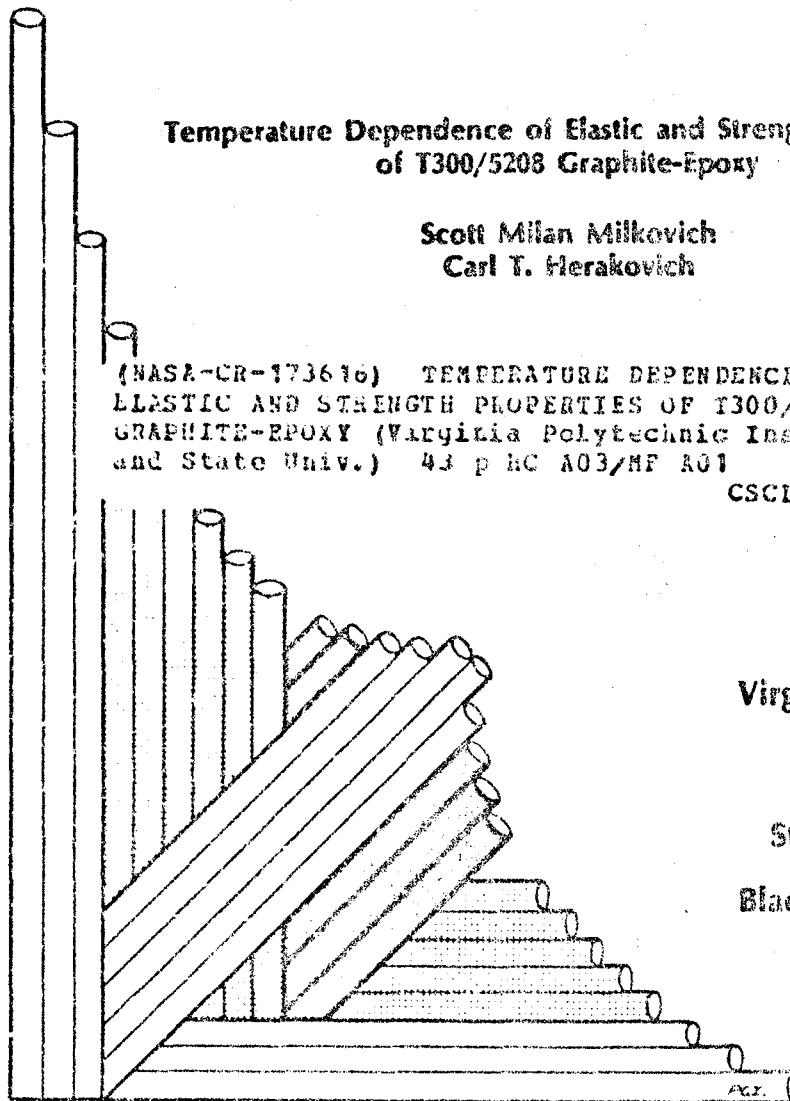 Temperature Dependence of Elastic and Streng
of T300/5208 Graphite-Epoxy
Scott Milan Milkovich
Carl T. Herakovich
(NASA-CR-173616) TEMPERATURE DEPENDENCE
ELASTIC AND STRENGTH PROPERTIES OF T300/
GRAPHITE-EPOXY (Virginia Polytechnic Ins
and State Univ.) 43 p HC A03/MF A01
CSCL
Virg
S
Blac